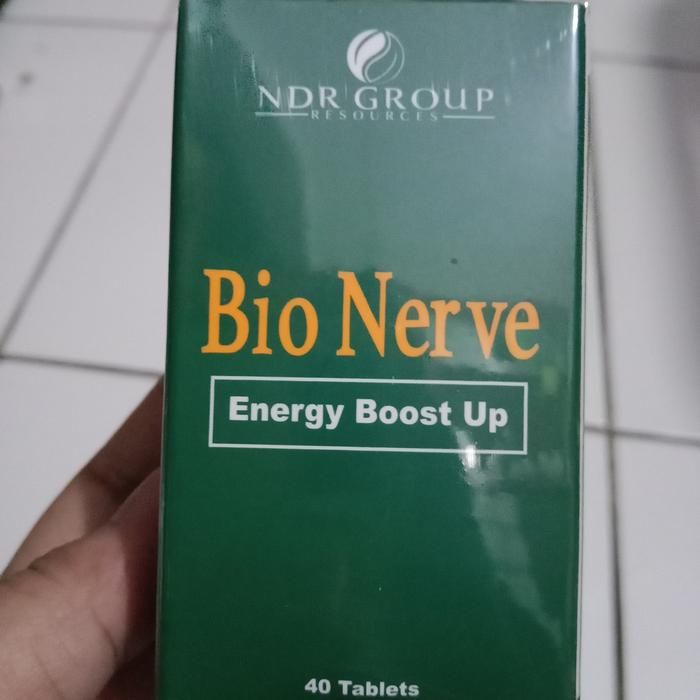 NDR GROUP
RESOURCES
Bio Nerve
Energy Boost Up
40 Tablets